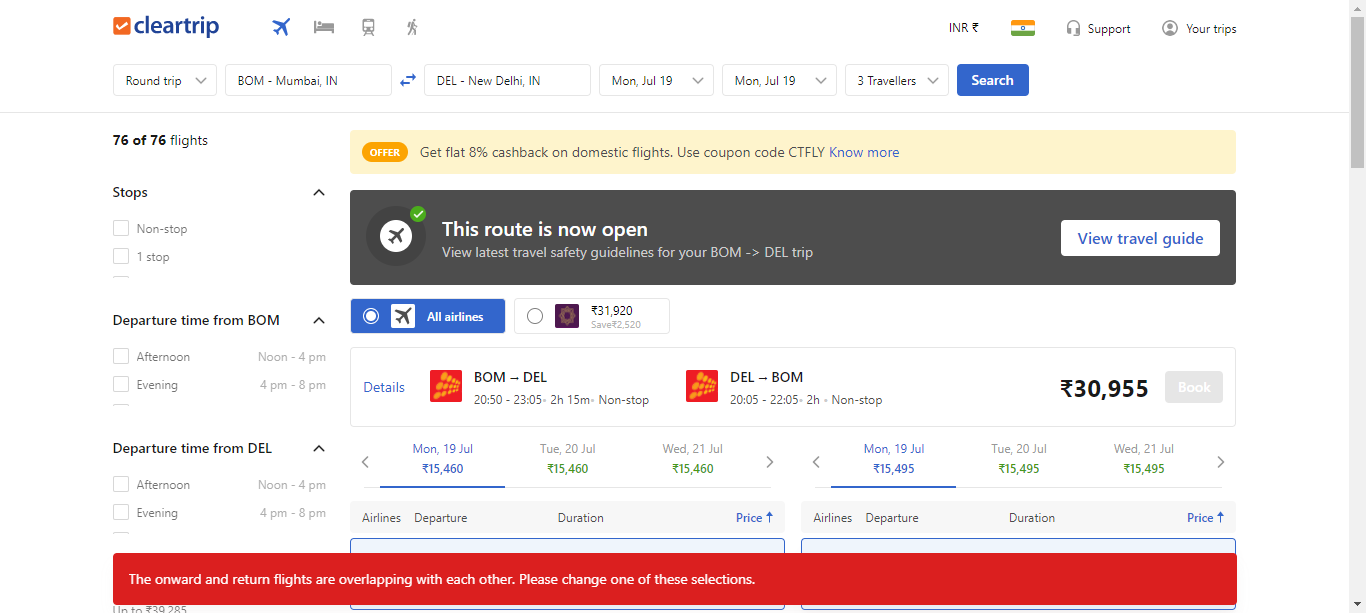 cleartrip
INR ₹
Support
Your trips
Round trip
BOM - Mumbai, IN
DEL - New Delhi, IN
Mon, Jul 19
Mon, Jul 19
3 Travellers
Search
76 of 76 flights
Stops
Non-stop
1 stop
Departure time from BOM
Afternoon Noon - 4 pm
Evening 4 pm - 8 pm
Departure time from DEL
Afternoon Noon - 4 pm
Evening 4 pm - 8 pm
Up to ₹39,285
OFFER Get flat 8% cashback on domestic flights. Use coupon code CTFLY Know more
This route is now open
View latest travel safety guidelines for your BOM -> DEL trip
View travel guide
All airlines
₹31,920
Save₹2,520
Details
BOM → DEL
20:50 - 23:05• 2h 15m• Non-stop
DEL → BOM
20:05 - 22:05• 2h • Non-stop
₹30,955
Book
Mon, 19 Jul
₹15,460
Tue, 20 Jul
₹15,460
Wed, 21 Jul
₹15,460
Mon, 19 Jul
₹15,495
Tue, 20 Jul
₹15,495
Wed, 21 Jul
₹15,495
Airlines Departure Duration Price ↑
Airlines Departure Duration Price ↑
The onward and return flights are overlapping with each other. Please change one of these selections.